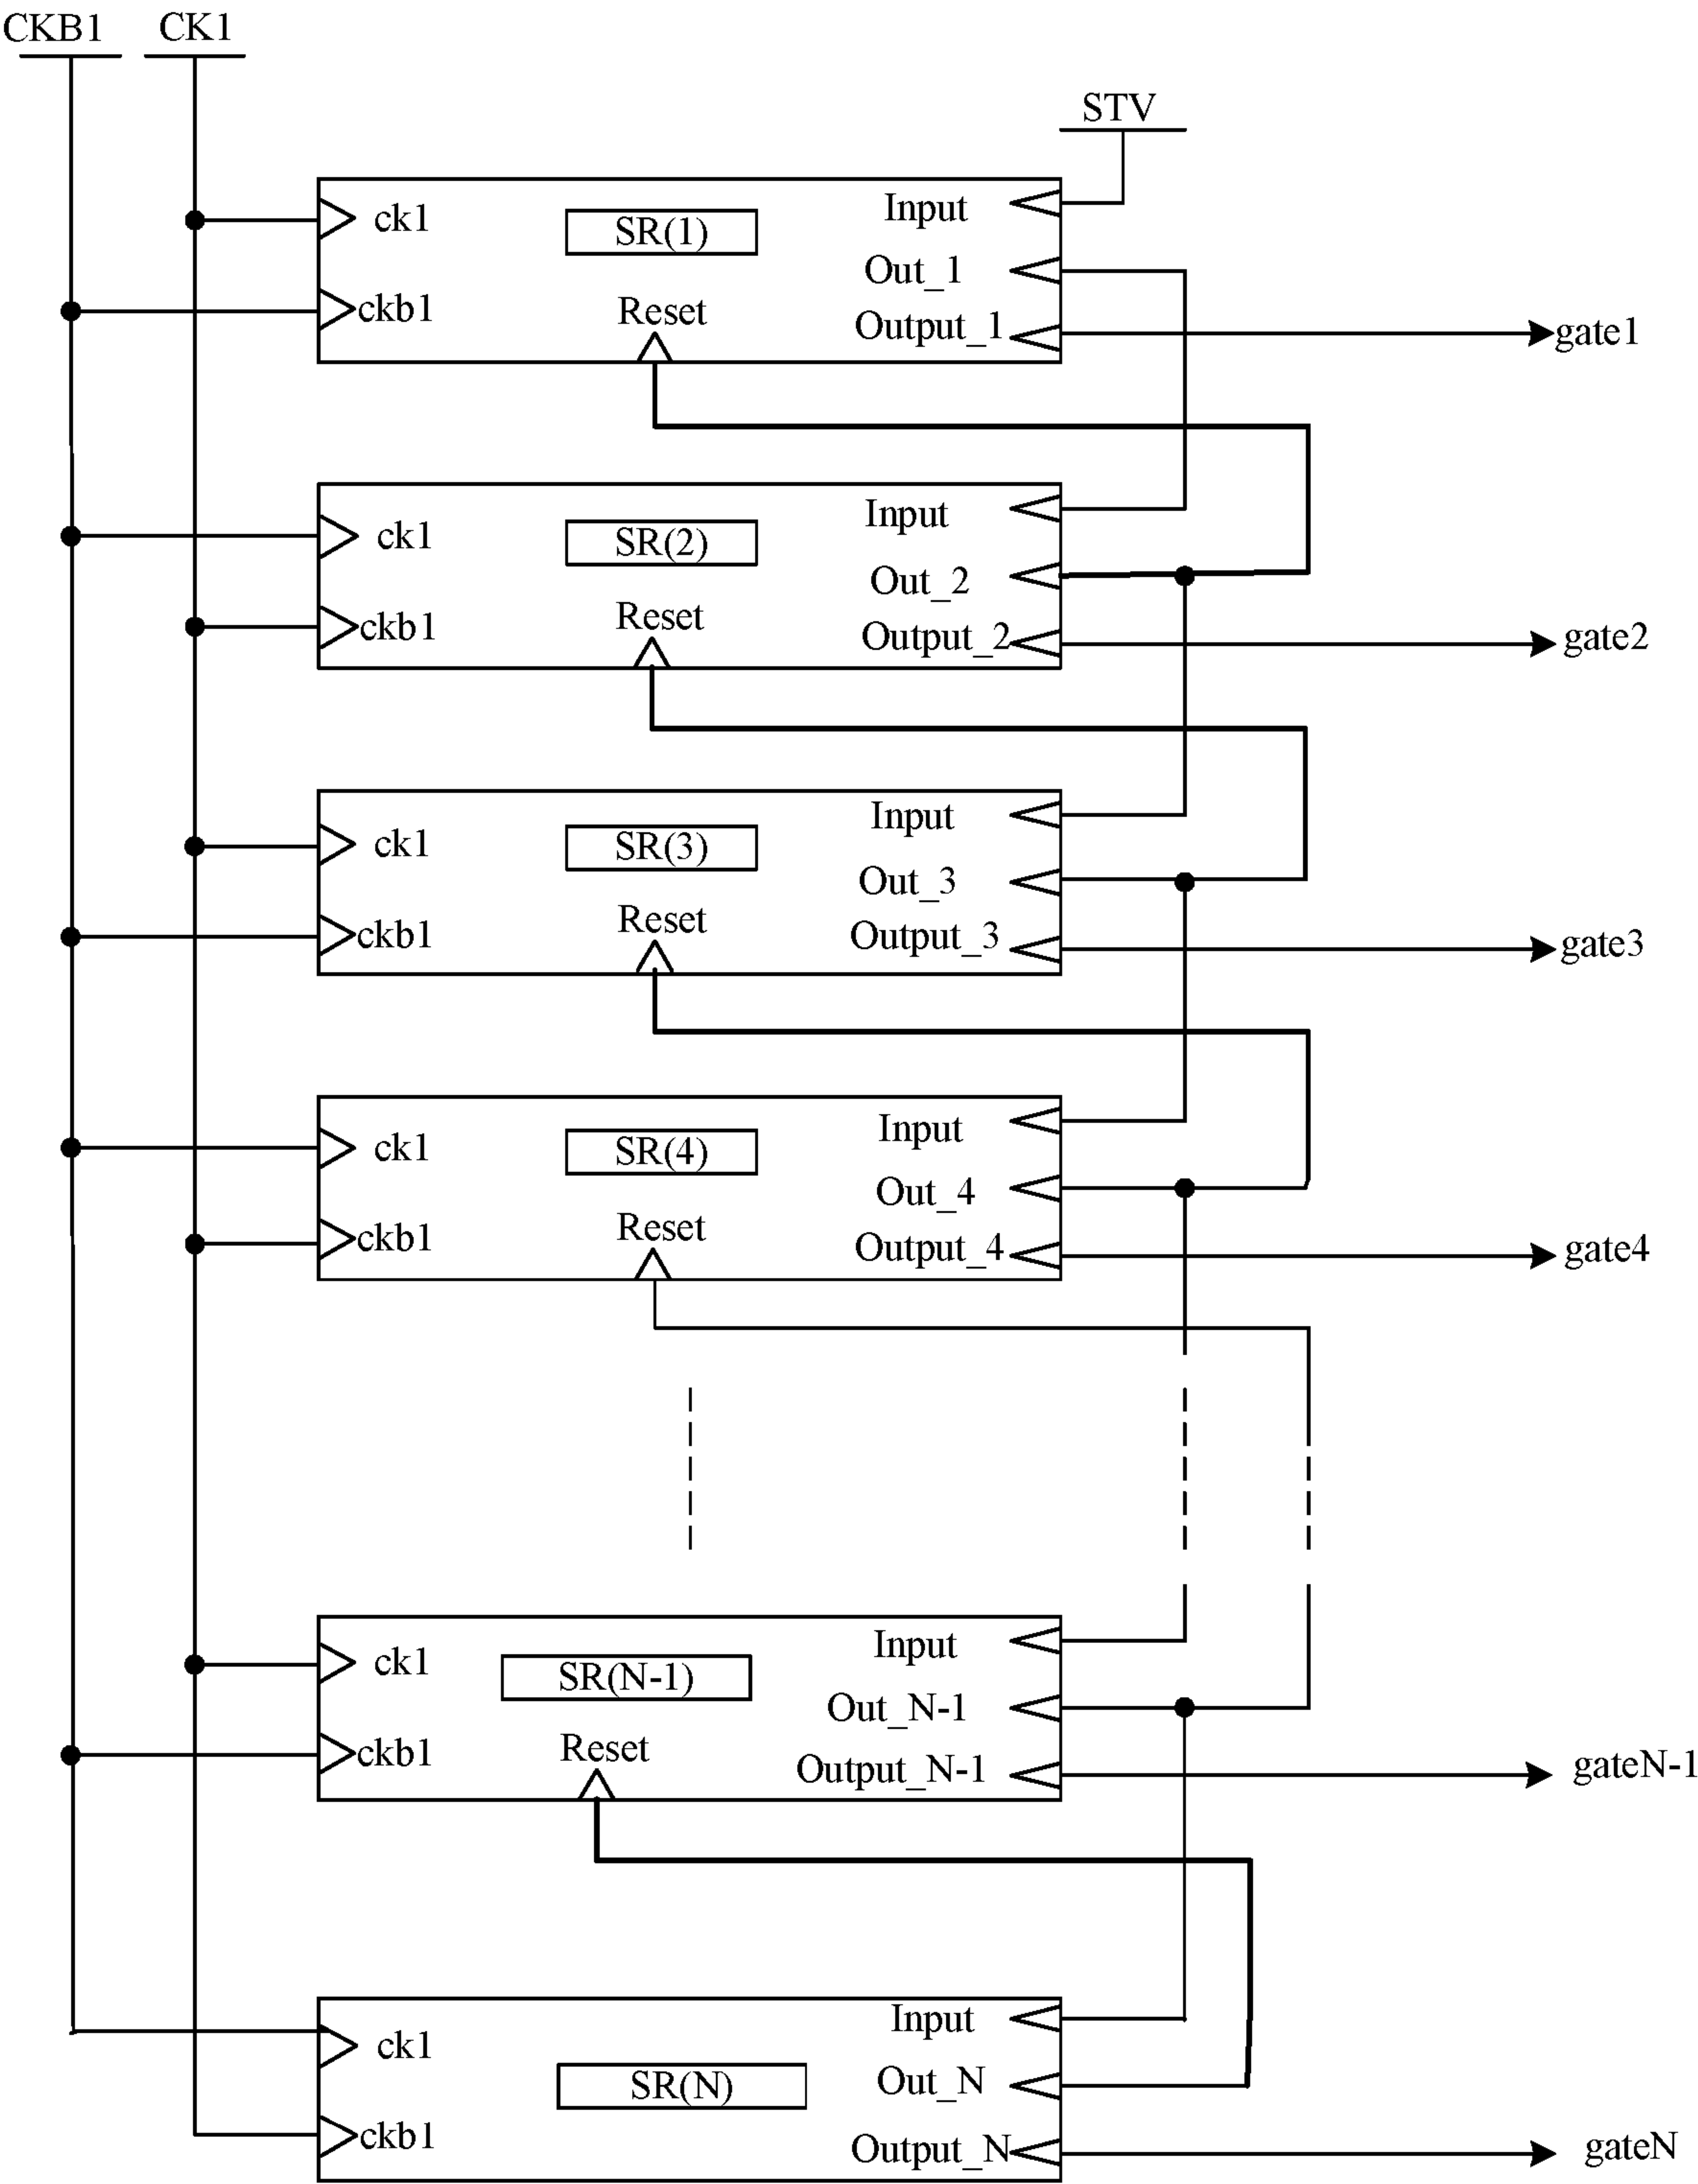 CKB1 CK1
STV
ck1 SR(1) Input
Out_1
ckb1 Reset Output_1 gate1
ck1 SR(2) Input
Out_2
ckb1 Reset Output_2 gate2
ck1 SR(3) Input
Out_3
ckb1 Reset Output_3 gate3
ck1 SR(4) Input
Out_4
ckb1 Reset Output_4 gate4
ck1 SR(N-1) Input
Out_N-1
ckb1 Reset Output_N-1 gateN-1
ck1 SR(N) Input
Out_N
ckb1 Output_N gateN